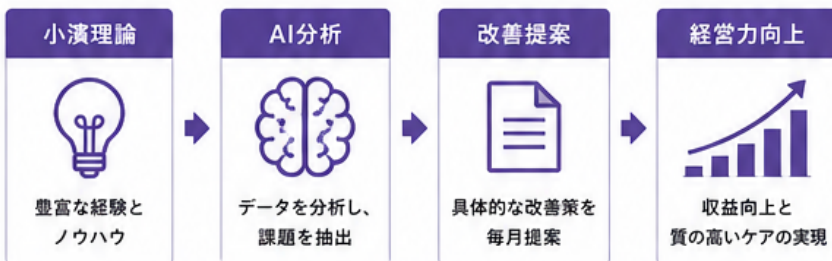 小濱理論
豊富な経験と
ノウハウ
AI分析
データを分析し、
課題を抽出
改善提案
具体的な改善策を
毎月提案
経営力向上
収益向上と
質の高いケアの実現